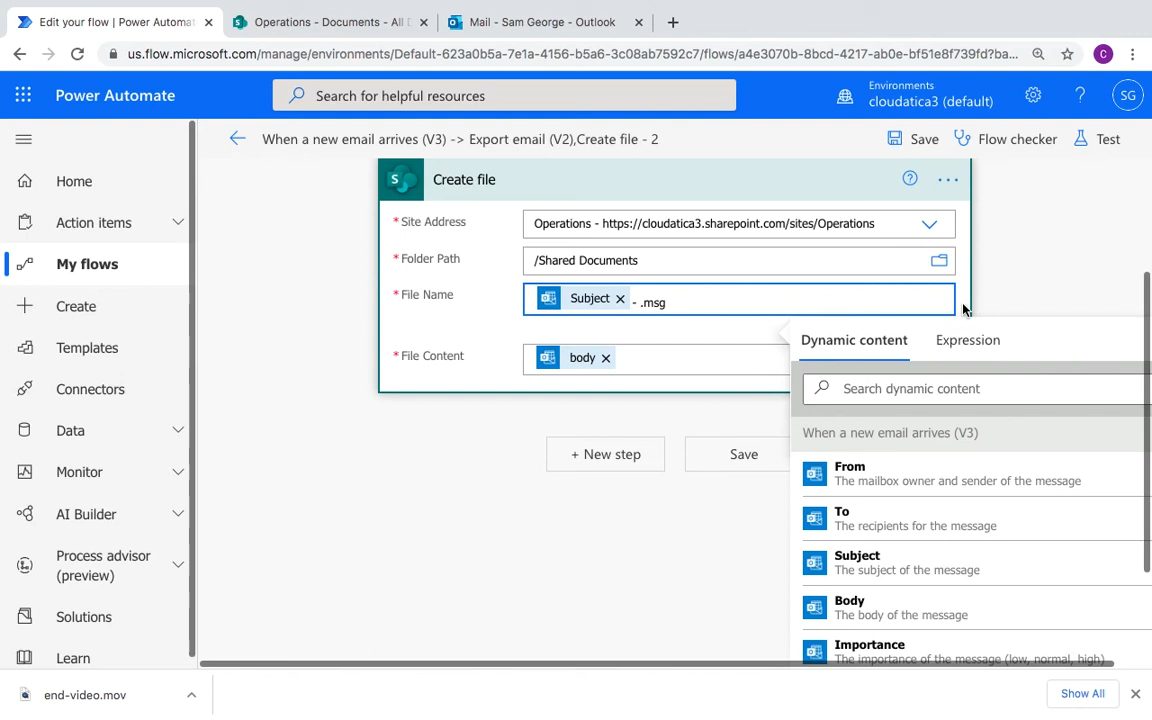 Edit your flow | Power Automat
Operations - Documents - All D
Mail - Sam George - Outlook
us.flow.microsoft.com/manage/environments/Default-623a0b5a-7e1a-4156-b5a6-3c08ab7592c7/flows/a4e3070b-8bcd-4217-ab0e-bf51e8f739fd?ba...
C
Power Automate
Search for helpful resources
Environments
cloudatica3 (default)
SG
When a new email arrives (V3) -> Export email (V2),Create file - 2
Save
Flow checker
Test
Home
Action items
My flows
Create
Templates
Connectors
Data
Monitor
AI Builder
Process advisor
(preview)
Solutions
Learn
S
Create file
* Site Address
Operations - https://cloudatica3.sharepoint.com/sites/Operations
* Folder Path
/Shared Documents
* File Name
Subject - .msg
* File Content
body
+ New step
Save
Dynamic content
Expression
Search dynamic content
When a new email arrives (V3)
From
The mailbox owner and sender of the message
To
The recipients for the message
Subject
The subject of the message
Body
The body of the message
Importance
The importance of the message (low, normal, high)
end-video.mov
Show All